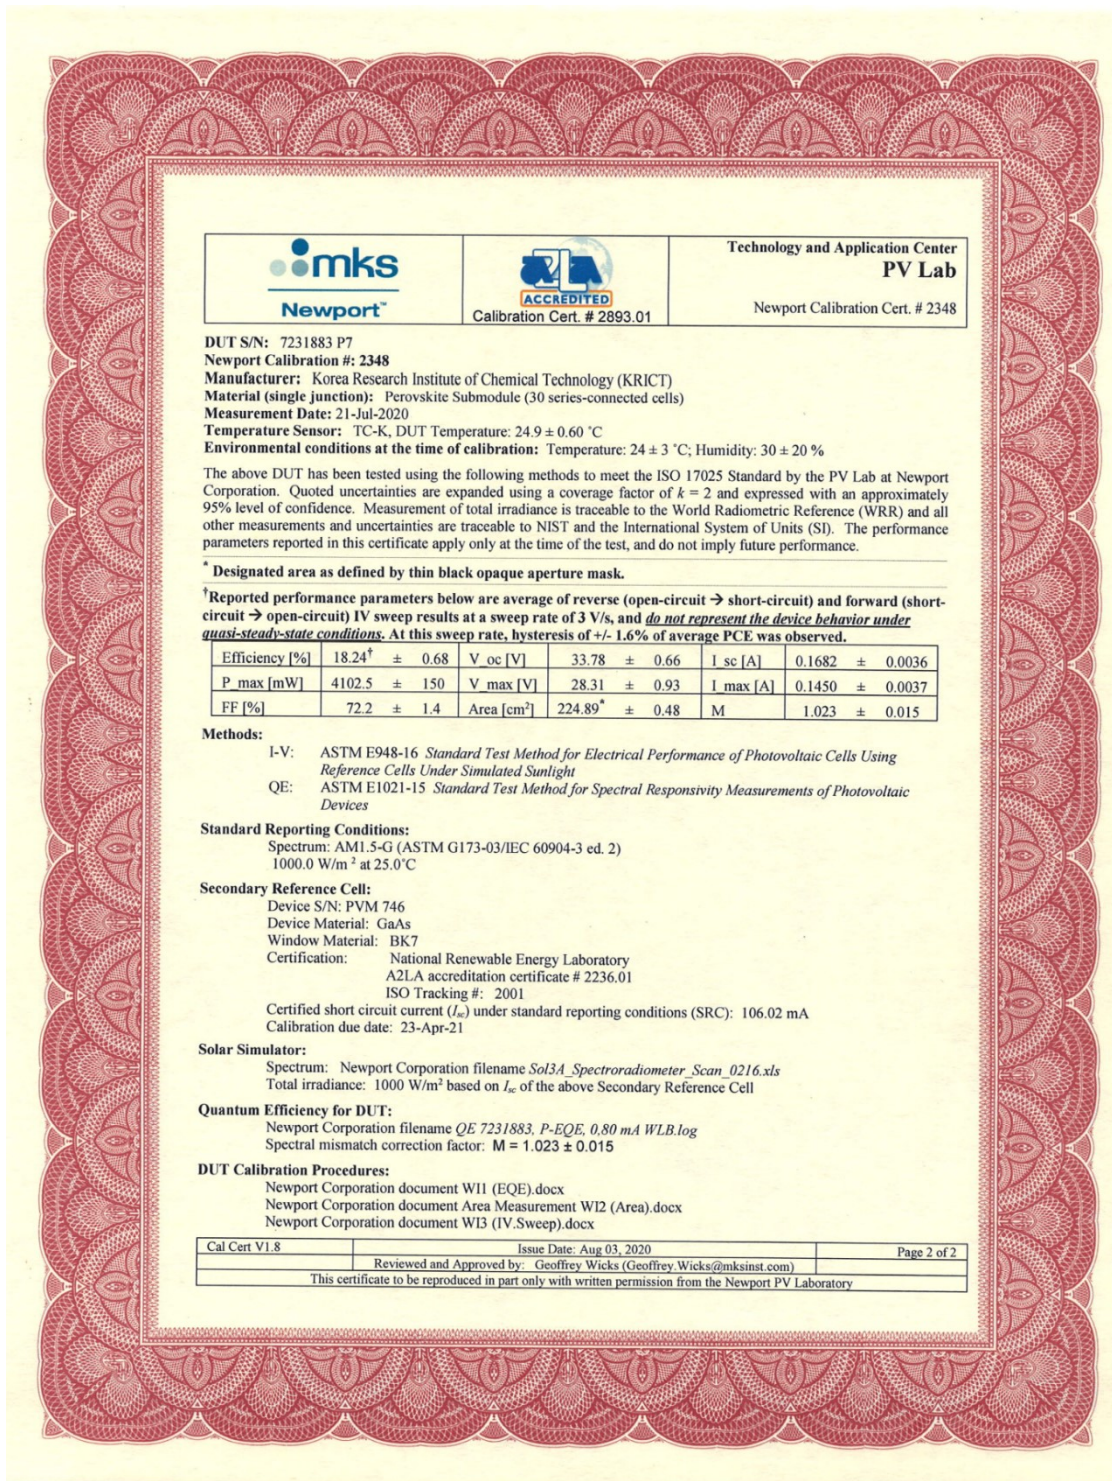 mks
Newport™
A2LA
ACCREDITED
Calibration Cert. # 2893.01
Technology and Application Center
PV Lab
Newport Calibration Cert. # 2348
DUT S/N: 7231883 P7
Newport Calibration #: 2348
Manufacturer: Korea Research Institute of Chemical Technology (KRICT)
Material (single junction): Perovskite Submodule (30 series-connected cells)
Measurement Date: 21-Jul-2020
Temperature Sensor: TC-K, DUT Temperature: 24.9 ± 0.60 ˚C
Environmental conditions at the time of calibration: Temperature: 24 ± 3 ˚C; Humidity: 30 ± 20 %
The above DUT has been tested using the following methods to meet the ISO 17025 Standard by the PV Lab at Newport
Corporation. Quoted uncertainties are expanded using a coverage factor of k = 2 and expressed with an approximately
95% level of confidence. Measurement of total irradiance is traceable to the World Radiometric Reference (WRR) and all
other measurements and uncertainties are traceable to NIST and the International System of Units (SI). The performance
parameters reported in this certificate apply only at the time of the test, and do not imply future performance.
* Designated area as defined by thin black opaque aperture mask.
†Reported performance parameters below are average of reverse (open-circuit → short-circuit) and forward (short-
circuit → open-circuit) IV sweep results at a sweep rate of 3 V/s, and do not represent the device behavior under
quasi-steady-state conditions. At this sweep rate, hysteresis of +/- 1.6% of average PCE was observed.
Efficiency [%] 18.24† ± 0.68 V_oc [V] 33.78 ± 0.66 I_sc [A] 0.1682 ± 0.0036
P_max [mW] 4102.5 ± 150 V_max [V] 28.31 ± 0.93 I_max [A] 0.1450 ± 0.0037
FF [%] 72.2 ± 1.4 Area [cm²] 224.89* ± 0.48 M 1.023 ± 0.015
Methods:
I-V: ASTM E948-16 Standard Test Method for Electrical Performance of Photovoltaic Cells Using
Reference Cells Under Simulated Sunlight
QE: ASTM E1021-15 Standard Test Method for Spectral Responsivity Measurements of Photovoltaic
Devices
Standard Reporting Conditions:
Spectrum: AM1.5-G (ASTM G173-03/IEC 60904-3 ed. 2)
1000.0 W/m ² at 25.0˚C
Secondary Reference Cell:
Device S/N: PVM 746
Device Material: GaAs
Window Material: BK7
Certification: National Renewable Energy Laboratory
A2LA accreditation certificate # 2236.01
ISO Tracking #: 2001
Certified short circuit current (Isc) under standard reporting conditions (SRC): 106.02 mA
Calibration due date: 23-Apr-21
Solar Simulator:
Spectrum: Newport Corporation filename Sol3A_Spectroradiometer_Scan_0216.xls
Total irradiance: 1000 W/m² based on Isc of the above Secondary Reference Cell
Quantum Efficiency for DUT:
Newport Corporation filename QE 7231883, P-EQE, 0,80 mA WLB.log
Spectral mismatch correction factor: M = 1.023 ± 0.015
DUT Calibration Procedures:
Newport Corporation document WI1 (EQE).docx
Newport Corporation document Area Measurement WI2 (Area).docx
Newport Corporation document WI3 (IV.Sweep).docx
Cal Cert V1.8 Issue Date: Aug 03, 2020 Page 2 of 2
Reviewed and Approved by: Geoffrey Wicks (Geoffrey.Wicks@mksinst.com)
This certificate to be reproduced in part only with written permission from the Newport PV Laboratory